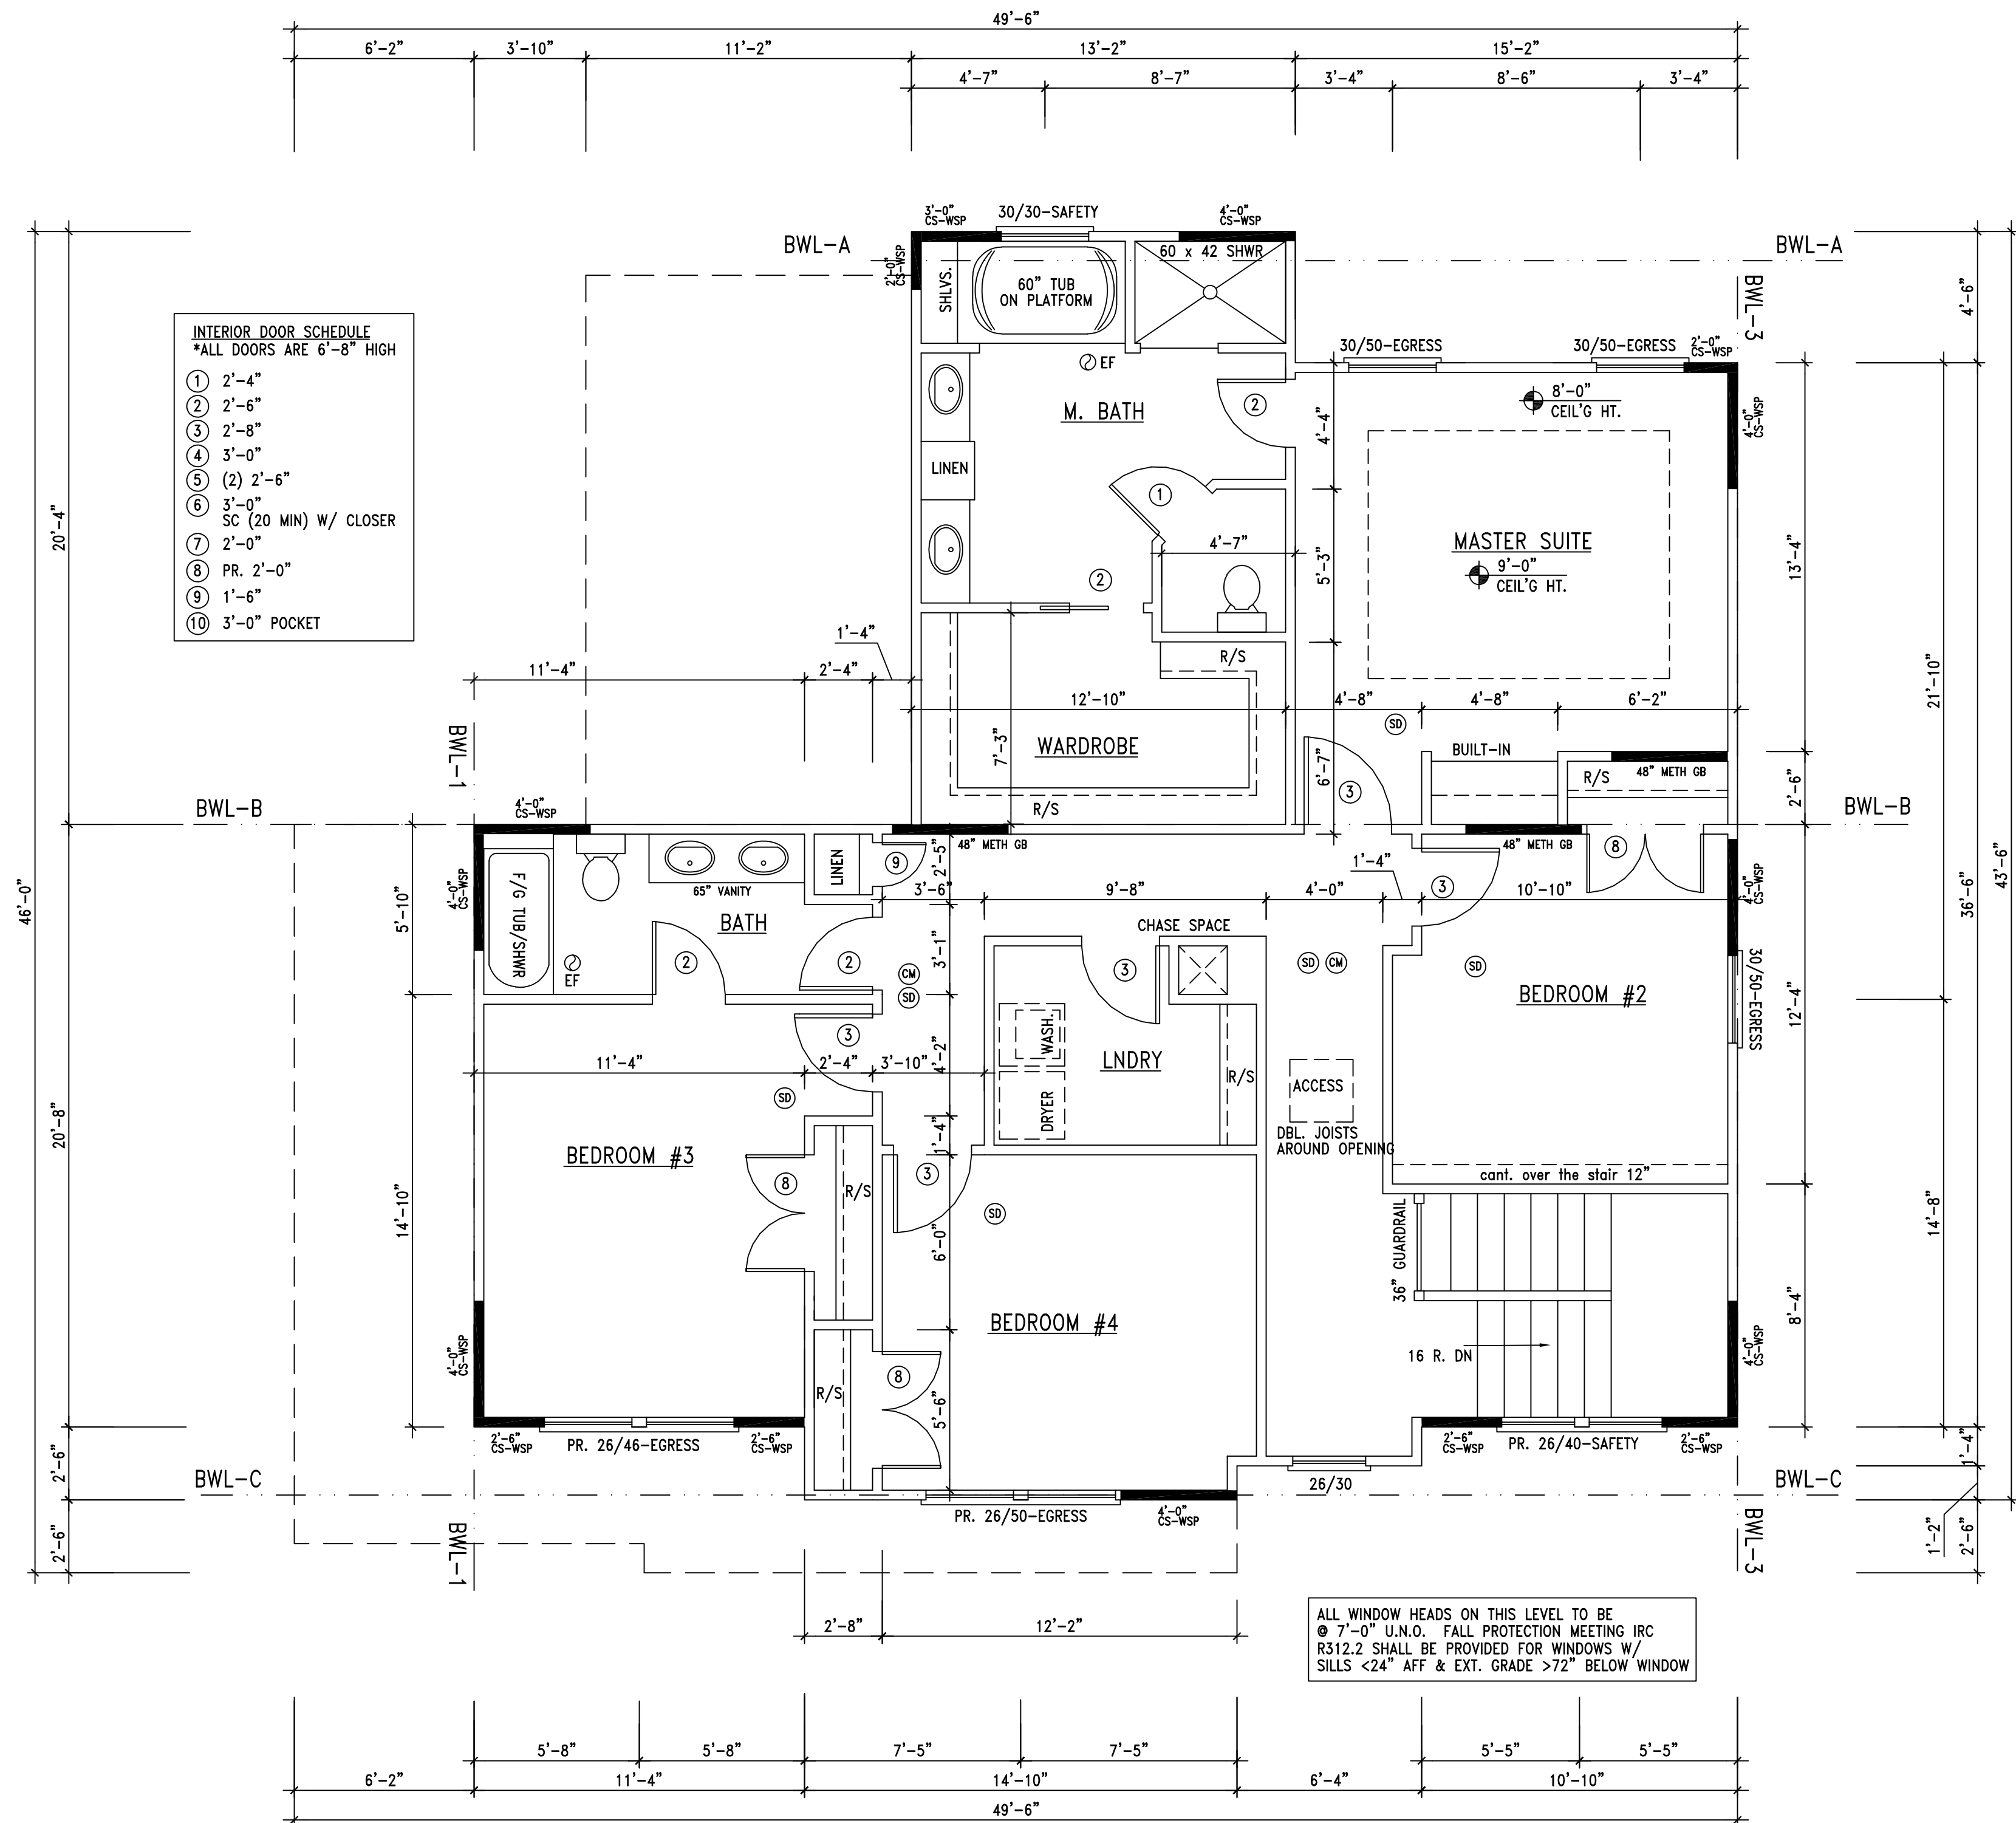 49'-6"
6'-2" 3'-10" 11'-2" 13'-2" 15'-2"
4'-7" 8'-7" 3'-4" 8'-6" 3'-4"
3'-0"
CS-WSP
30/30-SAFETY
4'-0"
CS-WSP
BWL-A
BWL-A
2'-0"
CS-WSP
SHLVS.
60" TUB
ON PLATFORM
60 x 42 SHWR
BWL-3
4'-6"
INTERIOR DOOR SCHEDULE
*ALL DOORS ARE 6'-8" HIGH
1 2'-4"
2 2'-6"
3 2'-8"
4 3'-0"
5 (2) 2'-6"
6 3'-0"
SC (20 MIN) W/ CLOSER
7 2'-0"
8 PR. 2'-0"
9 1'-6"
10 3'-0" POCKET
30/50-EGRESS
30/50-EGRESS
2'-0"
CS-WSP
EF
M. BATH
2
4'-4"
8'-0"
CEIL'G HT.
4'-0"
CS-WSP
LINEN
1
4'-7"
5'-3"
MASTER SUITE
9'-0"
CEIL'G HT.
13'-4"
20'-4"
2
1'-4"
R/S
11'-4" 2'-4"
12'-10" 4'-8" 4'-8" 6'-2"
21'-10"
SD
WARDROBE
7'-3"
6'-7"
BUILT-IN
R/S
48" METH GB
2'-6"
3
BWL-1
R/S
BWL-B
BWL-B
4'-0"
CS-WSP
48" METH GB
48" METH GB
8
46'-0"
43'-6"
36'-6"
5'-10"
4'-0"
CS-WSP
F/G TUB/SHWR
65" VANITY
LINEN
9
2'-5"
3'-6" 9'-8" 4'-0" 1'-4" 10'-10"
3
4'-0"
CS-WSP
BATH
CHASE SPACE
EF
2
2
CM
SD
3'-1"
3
SD CM
SD
BEDROOM #2
30/50-EGRESS
12'-4"
3
4'-2"
WASH.
LNDRY
11'-4" 2'-4" 3'-10"
R/S
ACCESS
SD
DRYER
DBL. JOISTS
AROUND OPENING
20'-8"
1'-4"
BEDROOM #3
3
cant. over the stair 12"
8
R/S
SD
14'-10"
6'-0"
36" GUARDRAIL
14'-8"
BEDROOM #4
8'-4"
4'-0"
CS-WSP
16 R. DN
4'-0"
CS-WSP
R/S
8
5'-6"
2'-6"
CS-WSP
PR. 26/46-EGRESS
2'-6"
CS-WSP
2'-6"
CS-WSP
PR. 26/40-SAFETY
2'-6"
CS-WSP
1'-4"
2'-6"
BWL-C
26/30
BWL-C
PR. 26/50-EGRESS
4'-0"
CS-WSP
2'-6"
BWL-1
BWL-3
1'-2"
2'-6"
2'-8" 12'-2"
ALL WINDOW HEADS ON THIS LEVEL TO BE
@ 7'-0" U.N.O. FALL PROTECTION MEETING IRC
R312.2 SHALL BE PROVIDED FOR WINDOWS W/
SILLS <24" AFF & EXT. GRADE >72" BELOW WINDOW
5'-8" 5'-8" 7'-5" 7'-5" 5'-5" 5'-5"
6'-2" 11'-4" 14'-10" 6'-4" 10'-10"
49'-6"